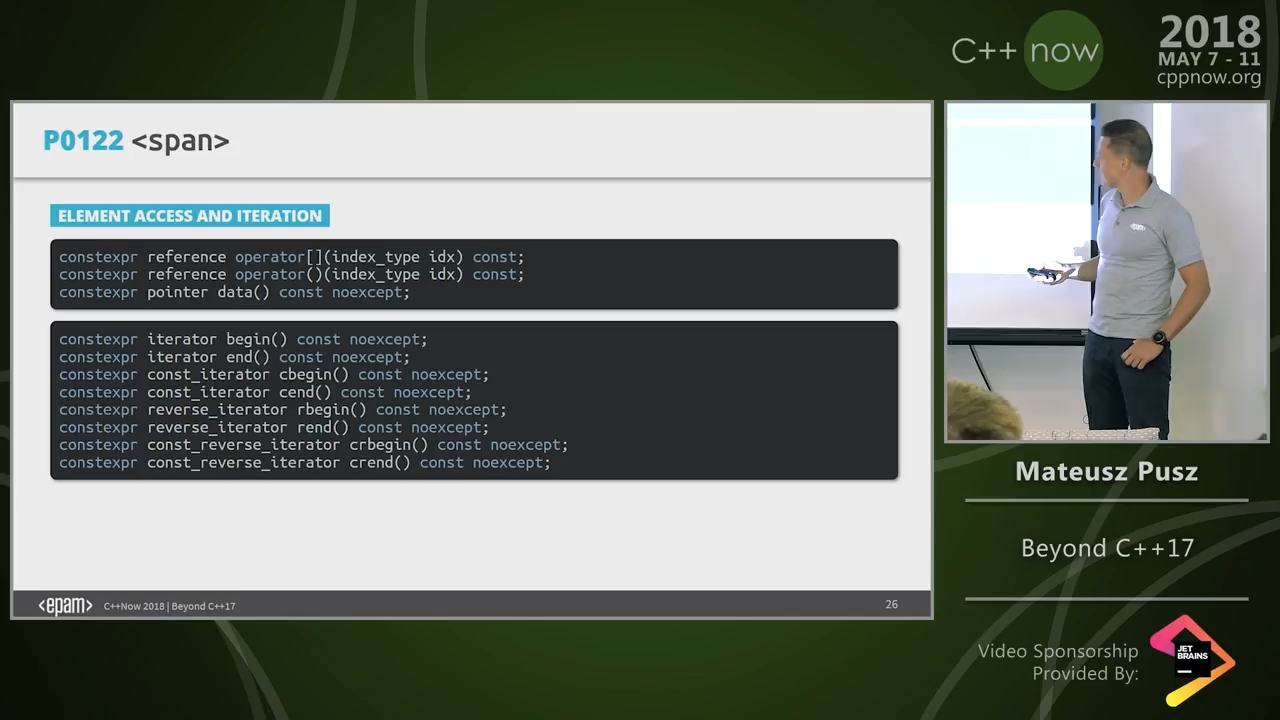 C++ now
2018
MAY 7 - 11
cppnow.org
P0122 <span>
ELEMENT ACCESS AND ITERATION
constexpr reference operator[](index_type idx) const;
constexpr reference operator()(index_type idx) const;
constexpr pointer data() const noexcept;
constexpr iterator begin() const noexcept;
constexpr iterator end() const noexcept;
constexpr const_iterator cbegin() const noexcept;
constexpr const_iterator cend() const noexcept;
constexpr reverse_iterator rbegin() const noexcept;
constexpr reverse_iterator rend() const noexcept;
constexpr const_reverse_iterator crbegin() const noexcept;
constexpr const_reverse_iterator crend() const noexcept;
<epam>
C++Now 2018 | Beyond C++17
26
<epam>
Mateusz Pusz
Beyond C++17
Video Sponsorship
Provided By:
JET
BRAINS